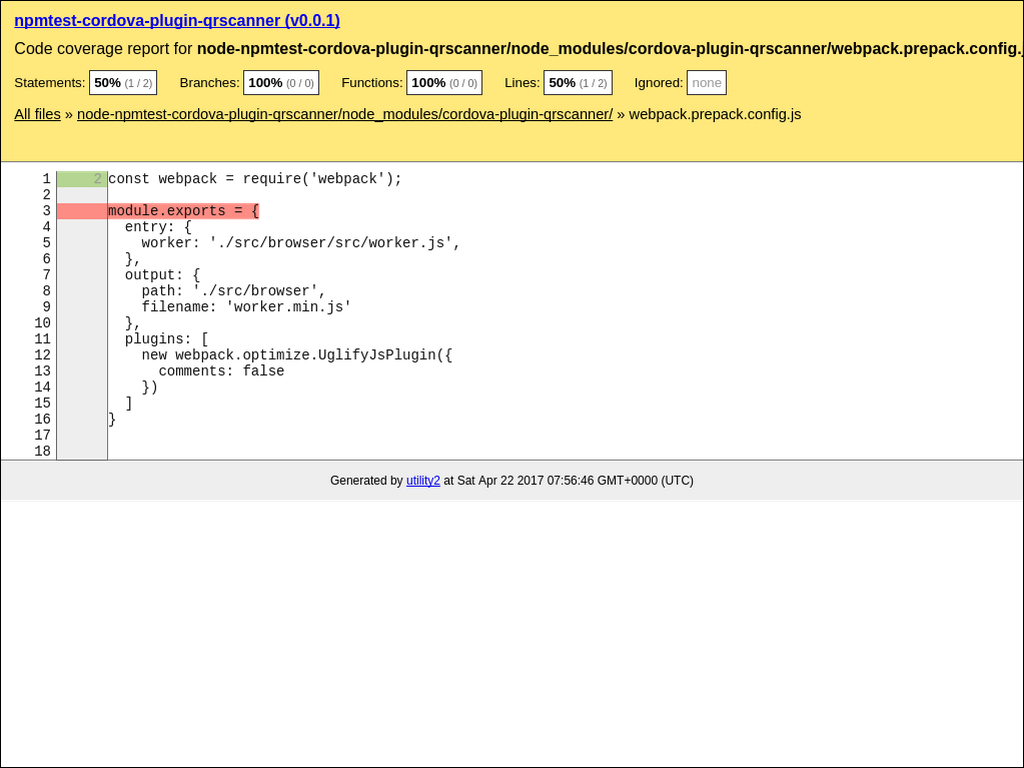 npmtest-cordova-plugin-qrscanner (v0.0.1)
Code coverage report for node-npmtest-cordova-plugin-qrscanner/node_modules/cordova-plugin-qrscanner/webpack.prepack.config.j
Statements: 50% (1 / 2) Branches: 100% (0 / 0) Functions: 100% (0 / 0) Lines: 50% (1 / 2) Ignored: none
All files » node-npmtest-cordova-plugin-qrscanner/node_modules/cordova-plugin-qrscanner/ » webpack.prepack.config.js
1 2 const webpack = require('webpack');
2
3 module.exports = {
4 entry: {
5 worker: './src/browser/src/worker.js',
6 },
7 output: {
8 path: './src/browser',
9 filename: 'worker.min.js'
10 },
11 plugins: [
12 new webpack.optimize.UglifyJsPlugin({
13 comments: false
14 })
15 ]
16 }
17
18
Generated by utility2 at Sat Apr 22 2017 07:56:46 GMT+0000 (UTC)